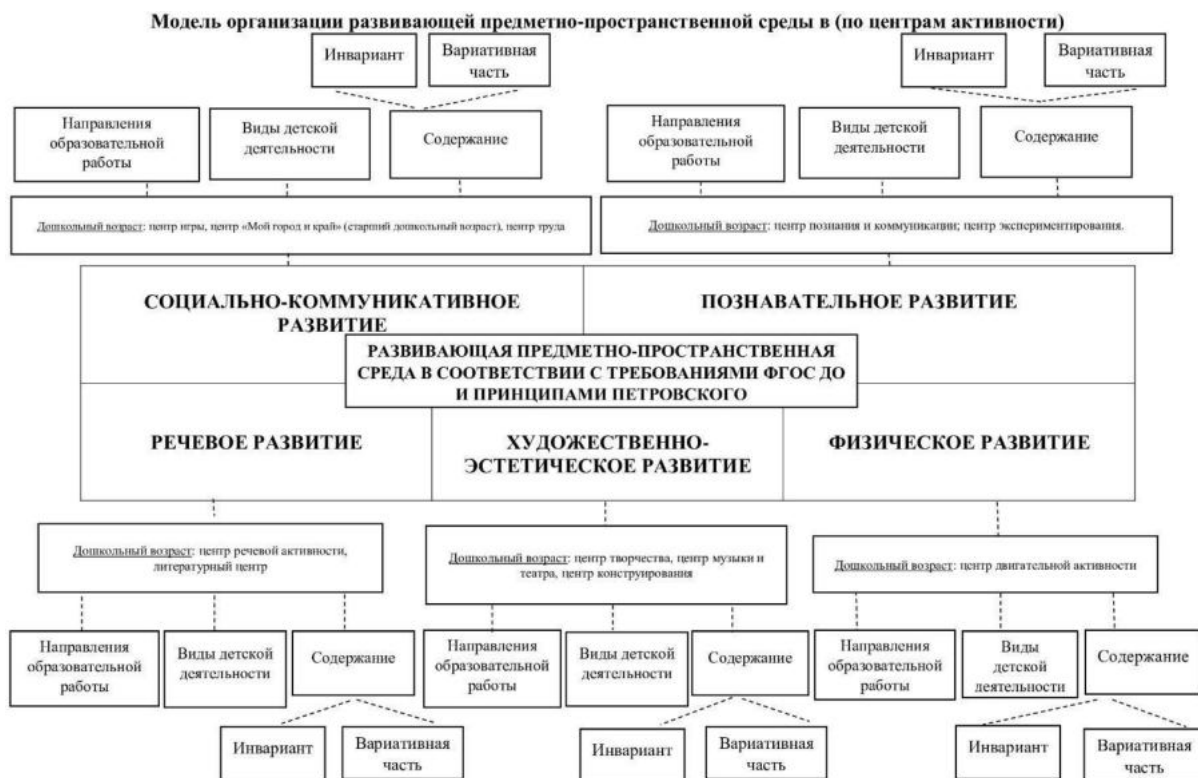 Модель организации развивающей предметно-пространственной среды в (по центрам активности)
Инвариант
Вариативная
часть
Инвариант
Вариативная
часть
Направления
образовательной
работы
Виды детской
деятельности
Содержание
Направления
образовательной
работы
Виды детской
деятельности
Содержание
Дошкольный возраст: центр игры, центр «Мой город и край» (старший дошкольный возраст), центр труда
Дошкольный возраст: центр познания и коммуникации; центр экспериментирования.
СОЦИАЛЬНО-КОММУНИКАТИВНОЕ
РАЗВИТИЕ
ПОЗНАВАТЕЛЬНОЕ РАЗВИТИЕ
РАЗВИВАЮЩАЯ ПРЕДМЕТНО-ПРОСТРАНСТВЕННАЯ
СРЕДА В СООТВЕТСТВИИ С ТРЕБОВАНИЯМИ ФГОС ДО
И ПРИНЦИПАМИ ПЕТРОВСКОГО
РЕЧЕВОЕ РАЗВИТИЕ
ХУДОЖЕСТВЕННО-
ЭСТЕТИЧЕСКОЕ РАЗВИТИЕ
ФИЗИЧЕСКОЕ РАЗВИТИЕ
Дошкольный возраст: центр речевой активности,
литературный центр
Дошкольный возраст: центр творчества, центр музыки и
театра, центр конструирования
Дошкольный возраст: центр двигательной активности
Направления
образовательной
работы
Виды детской
деятельности
Содержание
Направления
образовательной
работы
Виды детской
деятельности
Содержание
Направления
образовательной
работы
Виды
детской
деятельности
Содержание
Инвариант
Вариативная
часть
Инвариант
Вариативная
часть
Инвариант
Вариативная
часть